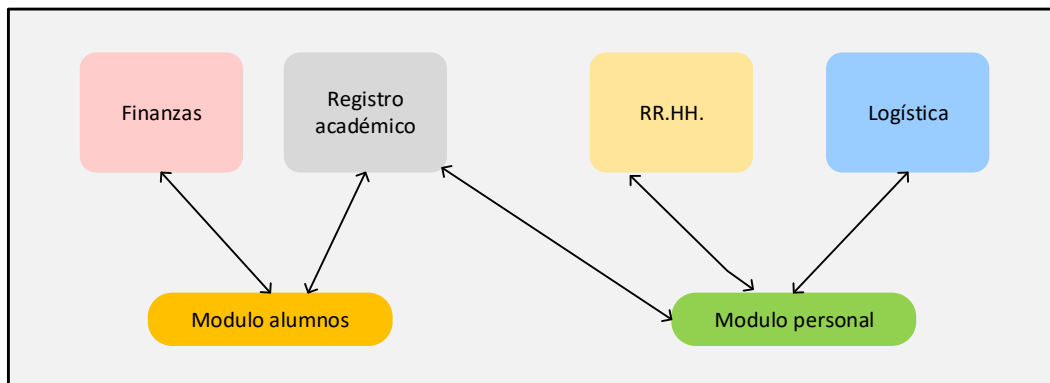 Finanzas
Registro
académico
RR.HH.
Logística
Modulo alumnos
Modulo personal